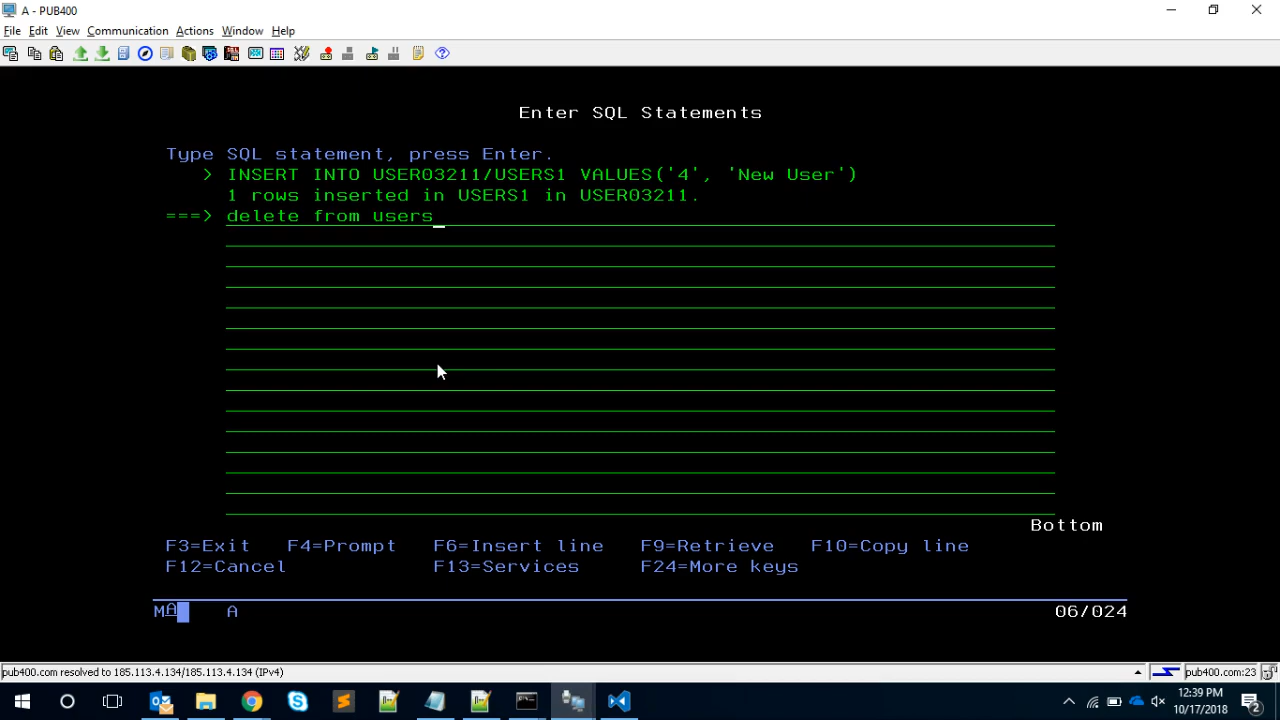 A - PUB400
File Edit View Communication Actions Window Help
Enter SQL Statements
Type SQL statement, press Enter.
> INSERT INTO USER03211/USERS1 VALUES('4', 'New User')
1 rows inserted in USERS1 in USER03211.
===> delete from users_
Bottom
F3=Exit F4=Prompt F6=Insert line F9=Retrieve F10=Copy line
F12=Cancel F13=Services F24=More keys
MA A 06/024
pub400.com resolved to 185.113.4.134/185.113.4.134 (IPv4) pub400.com:23
12:39 PM
10/17/2018
2